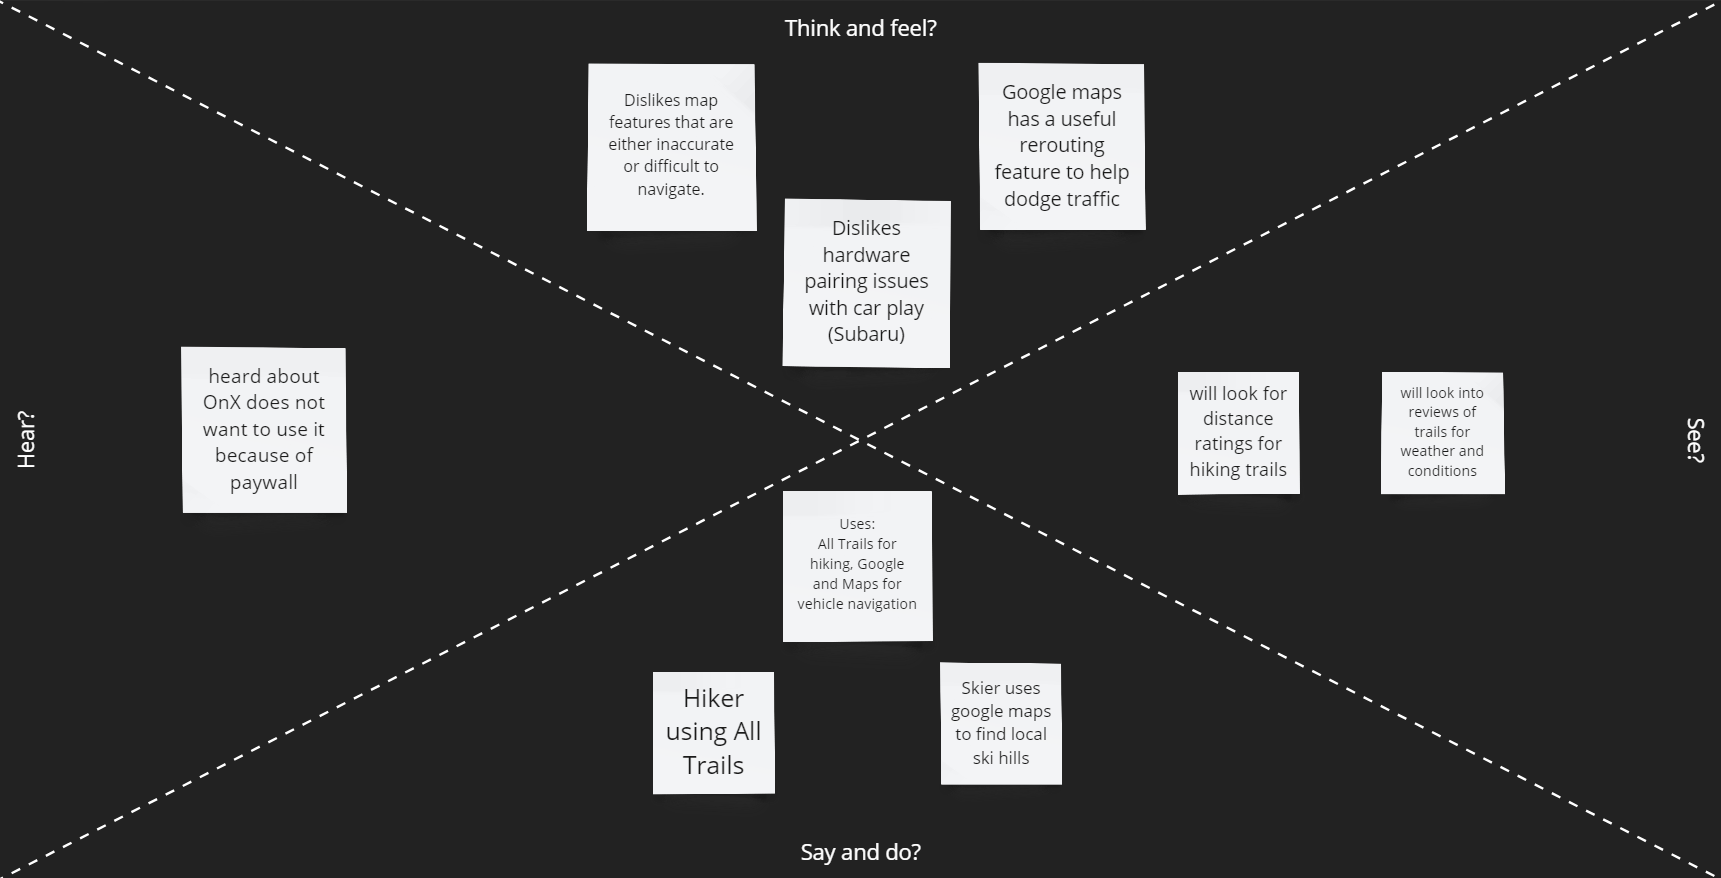 Think and feel?
Dislikes map
features that are
either inaccurate
or difficult to
navigate.
Google maps
has a useful
rerouting
feature to help
dodge traffic
Dislikes
hardware
pairing issues
with car play
(Subaru)
Hear?
heard about
OnX does not
want to use it
because of
paywall
will look for
distance
ratings for
hiking trails
will look into
reviews of
trails for
weather and
conditions
See?
Uses:
All Trails for
hiking, Google
and Maps for
vehicle navigation
Hiker
using All
Trails
Skier uses
google maps
to find local
ski hills
Say and do?